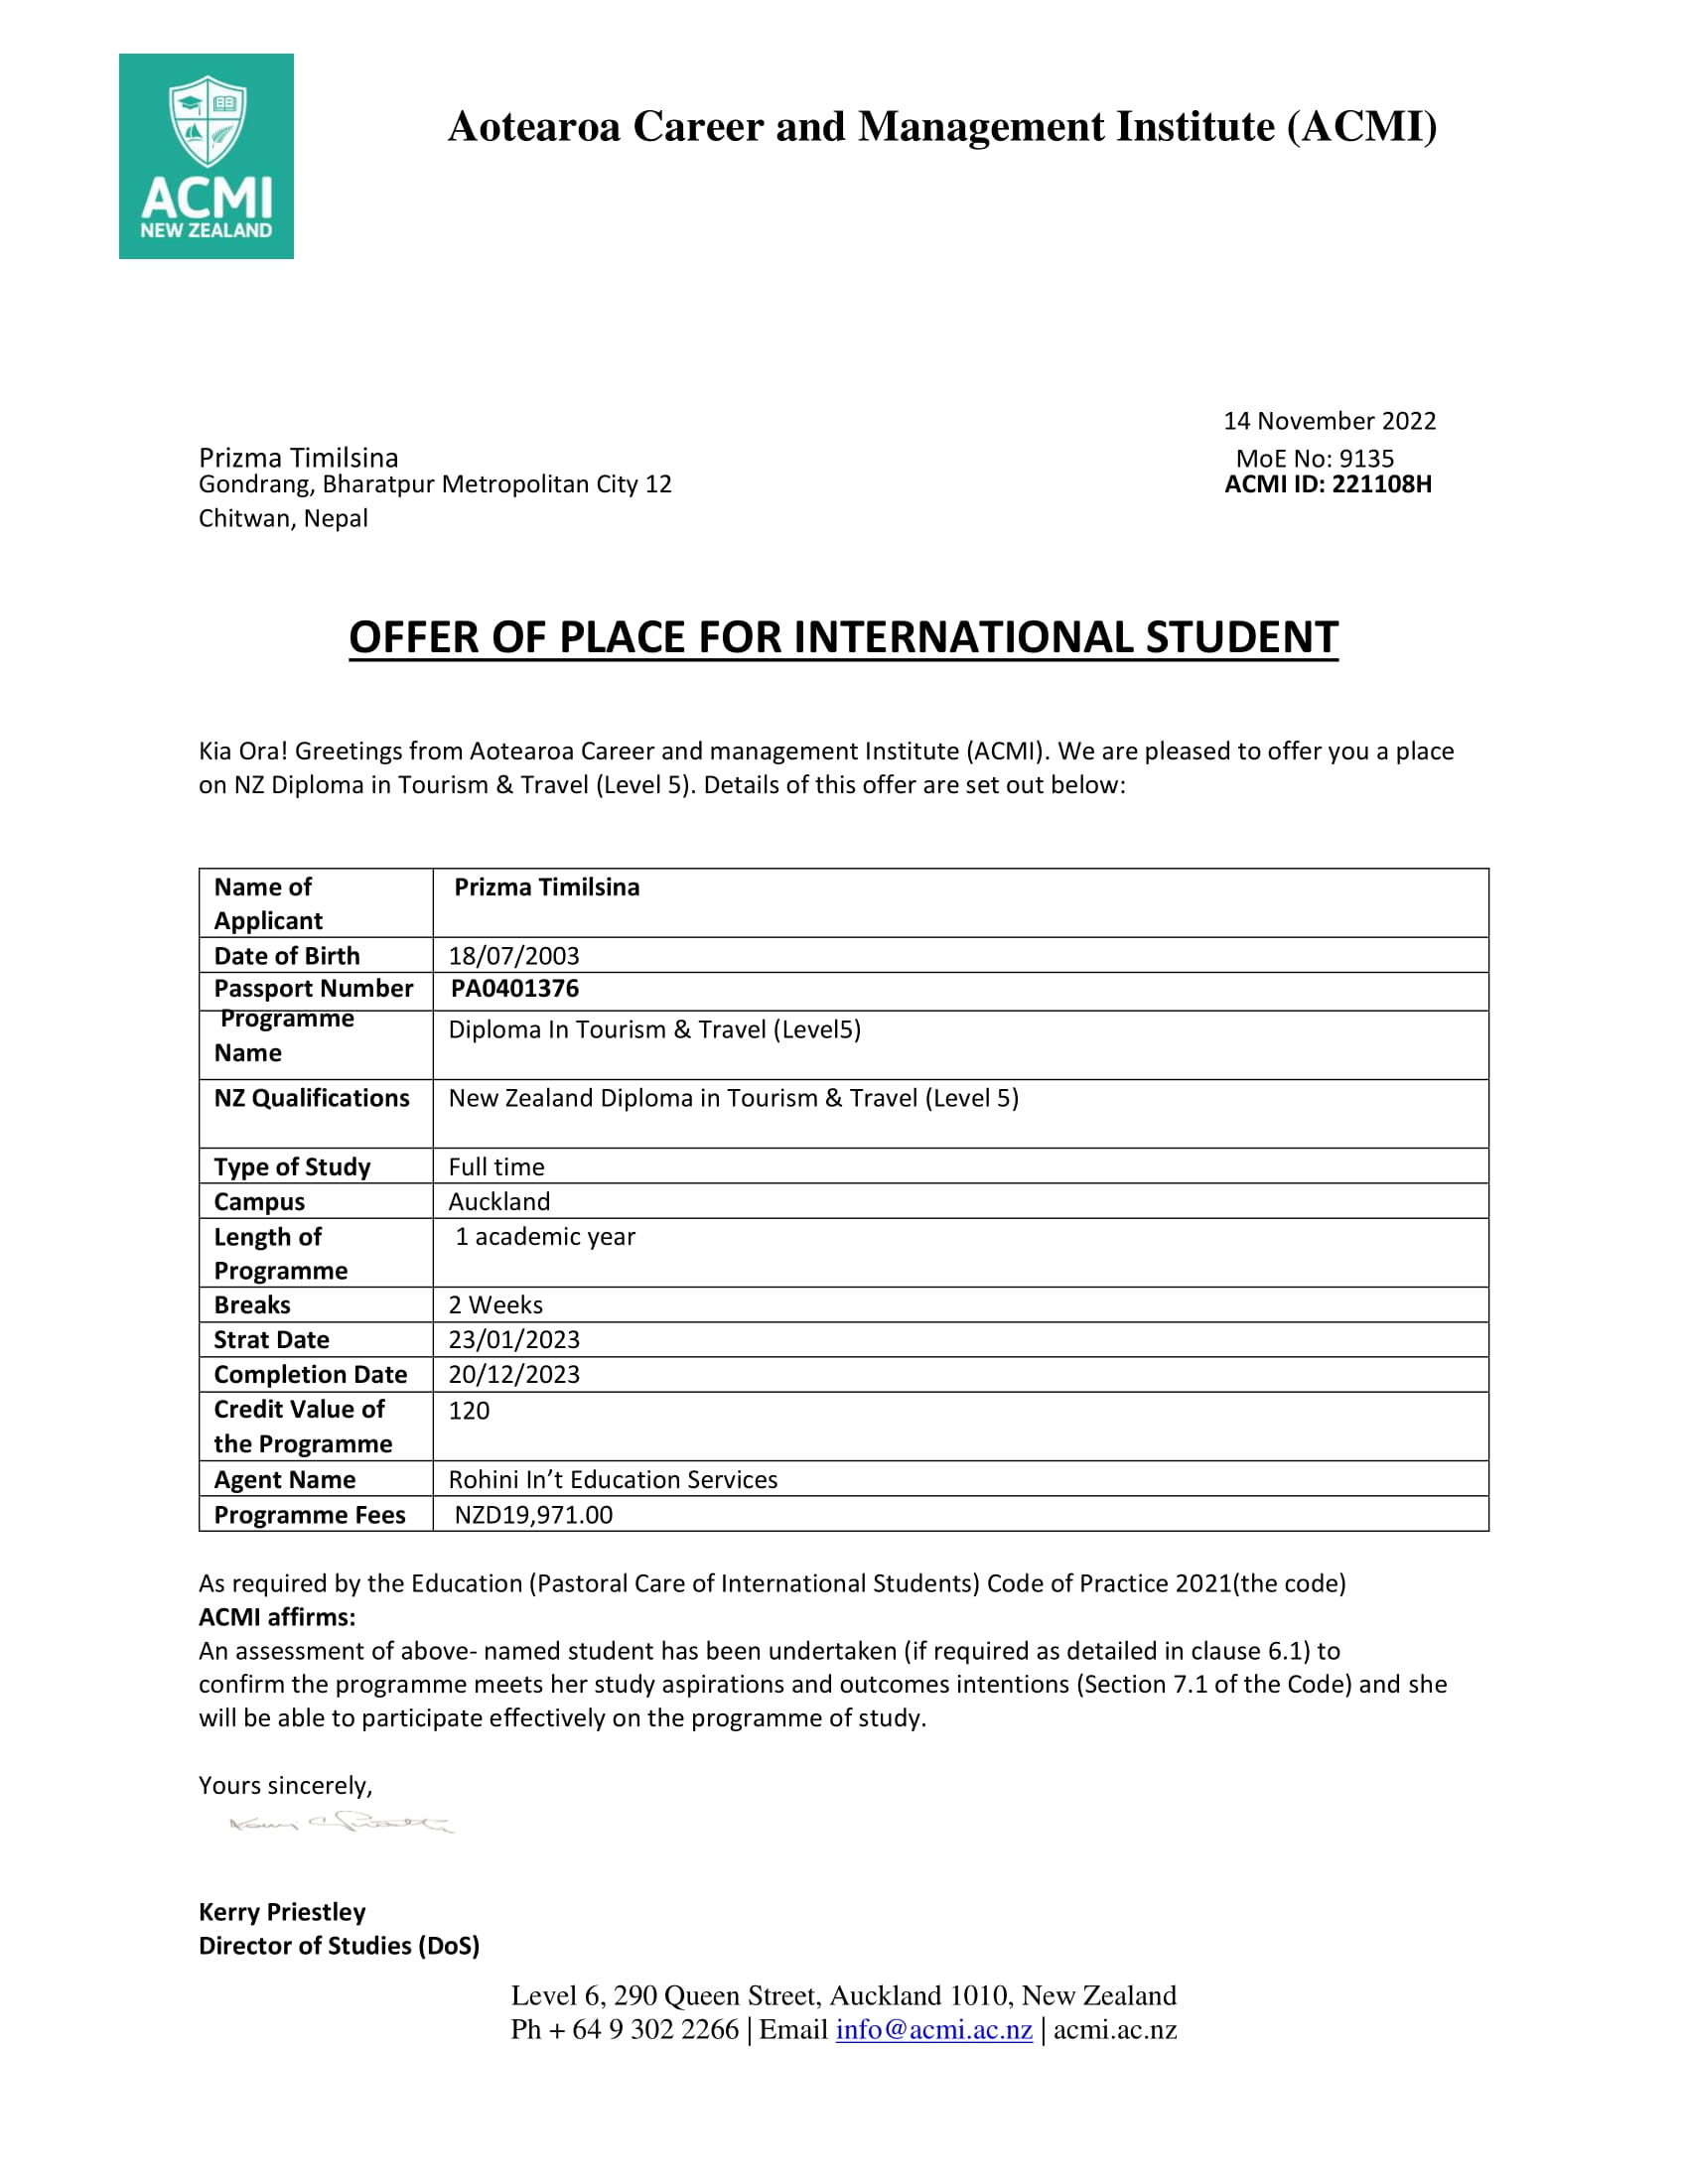 ACMI
NEW ZEALAND
Aotearoa Career and Management Institute (ACMI)
14 November 2022
Prizma Timilsina
MoE No: 9135
Gondrang, Bharatpur Metropolitan City 12
ACMI ID: 221108H
Chitwan, Nepal
OFFER OF PLACE FOR INTERNATIONAL STUDENT
Kia Ora! Greetings from Aotearoa Career and management Institute (ACMI). We are pleased to offer you a place
on NZ Diploma in Tourism & Travel (Level 5). Details of this offer are set out below:
Name of
Applicant
Prizma Timilsina
Date of Birth
18/07/2003
Passport Number
PA0401376
Programme
Name
Diploma In Tourism & Travel (Level5)
NZ Qualifications
New Zealand Diploma in Tourism & Travel (Level 5)
Type of Study
Full time
Campus
Auckland
Length of
Programme
1 academic year
Breaks
2 Weeks
Strat Date
23/01/2023
Completion Date
20/12/2023
Credit Value of
the Programme
120
Agent Name
Rohini In’t Education Services
Programme Fees
NZD19,971.00
As required by the Education (Pastoral Care of International Students) Code of Practice 2021(the code)
ACMI affirms:
An assessment of above- named student has been undertaken (if required as detailed in clause 6.1) to
confirm the programme meets her study aspirations and outcomes intentions (Section 7.1 of the Code) and she
will be able to participate effectively on the programme of study.
Yours sincerely,
Kerry Priestley
Director of Studies (DoS)
Level 6, 290 Queen Street, Auckland 1010, New Zealand
Ph + 64 9 302 2266 | Email info@acmi.ac.nz | acmi.ac.nz